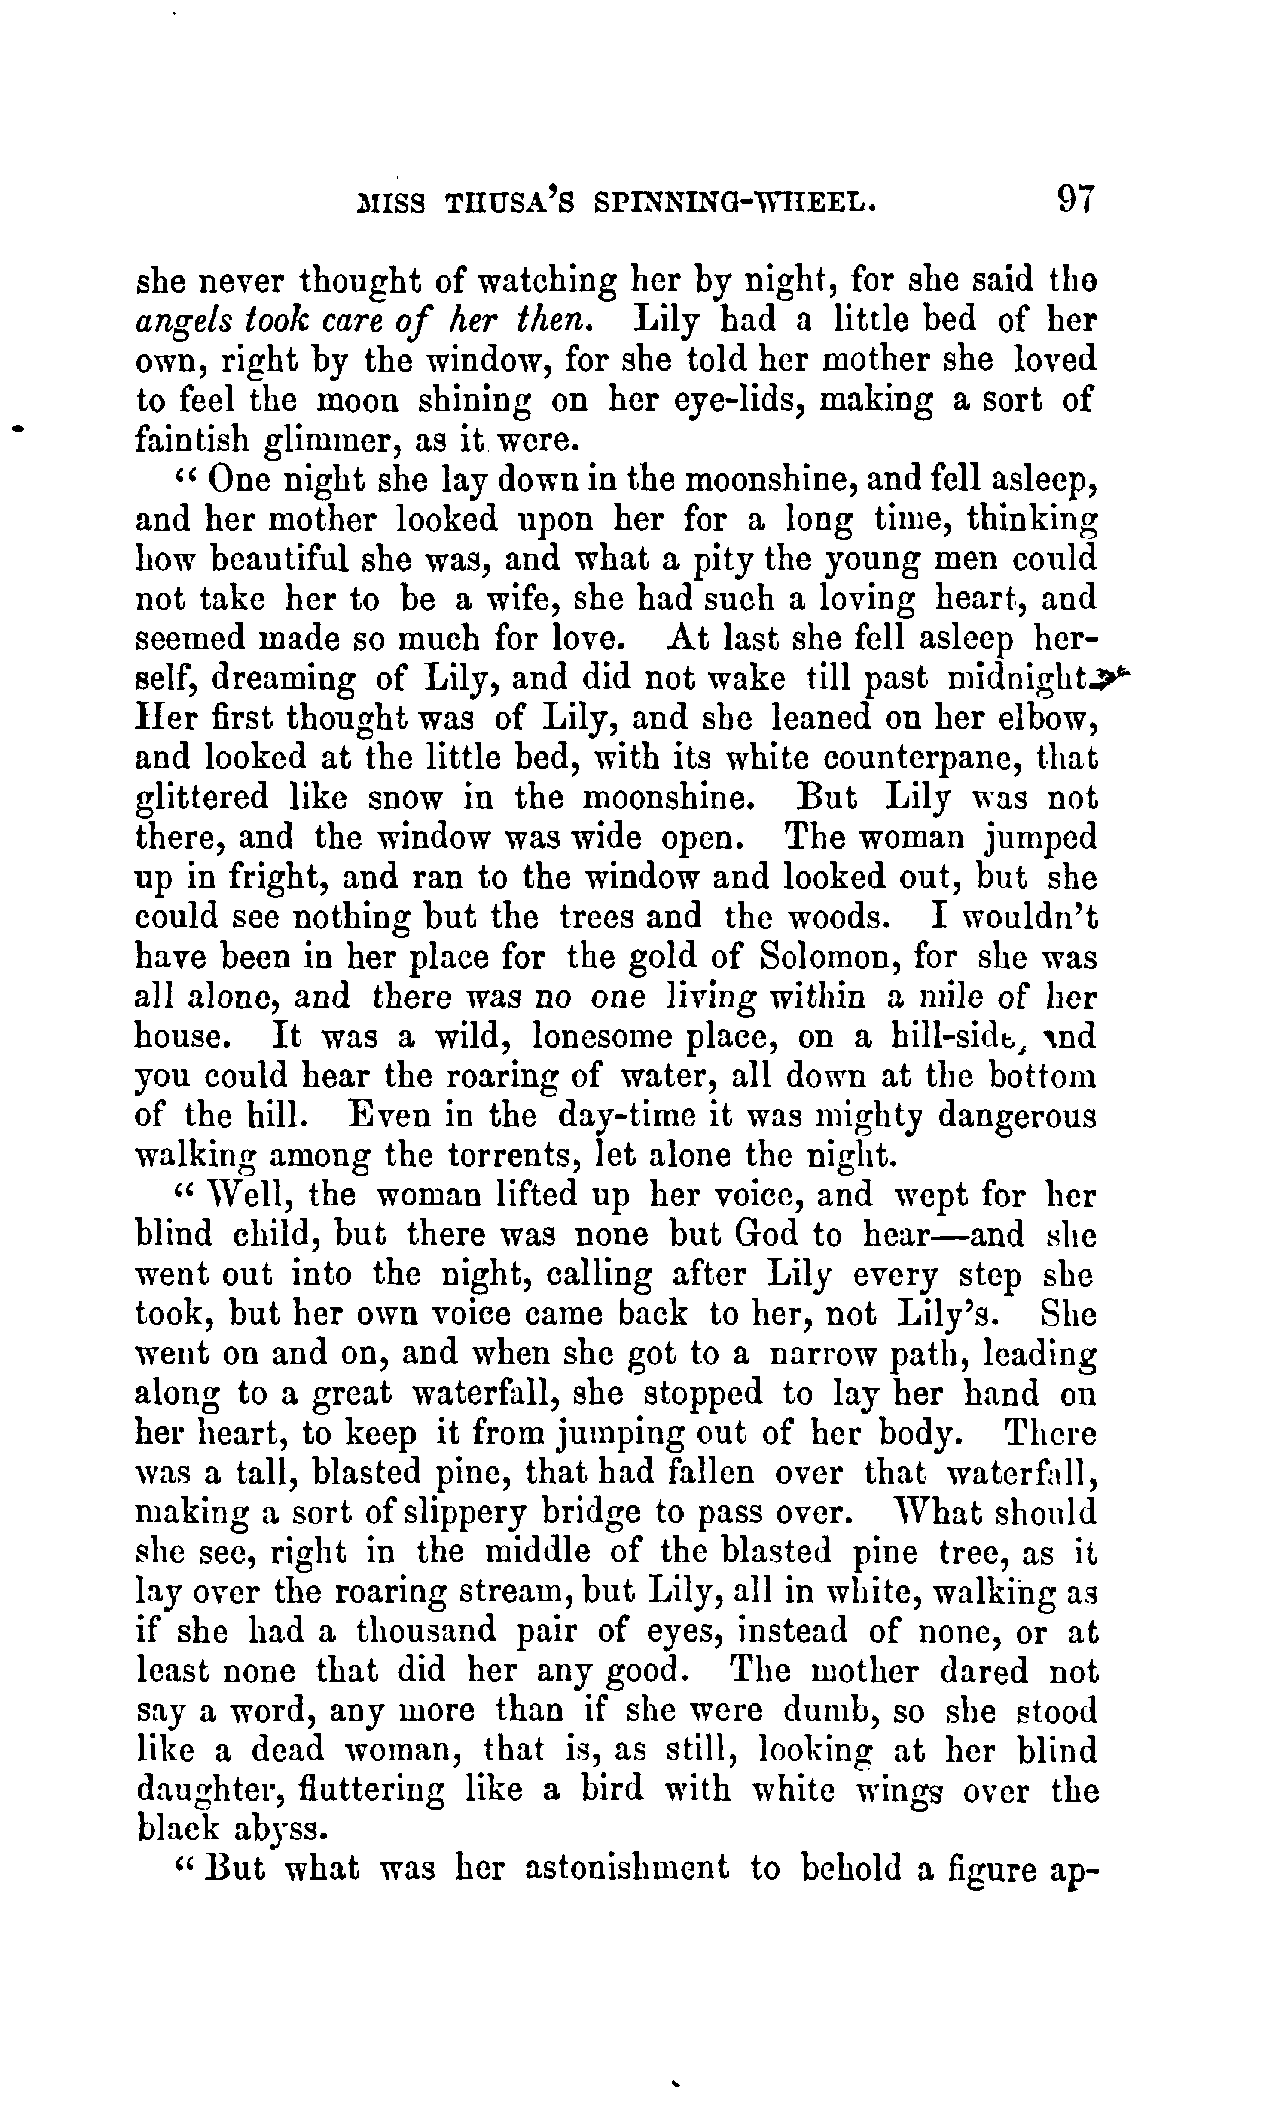 MISS THUSA'S SPINNING-WHEEL. 97
she never thought of watching her by night, for she said the
angels took care of her then. Lily had a little bed of her
own, right by the window, for she told her mother she loved
to feel the moon shining on her eye-lids, making a sort of
faintish glimmer, as it were.
"One night she lay down in the moonshine, and fell asleep,
and her mother looked upon her for a long time, thinking
how beautiful she was, and what a pity the young men could
not take her to be a wife, she had such a loving heart, and
seemed made so much for love. At last she fell asleep her-
self, dreaming of Lily, and did not wake till past midnight.
Her first thought was of Lily, and she leaned on her elbow,
and looked at the little bed, with its white counterpane, that
glittered like snow in the moonshine. But Lily was not
there, and the window was wide open. The woman jumped
up in fright, and ran to the window and looked out, but she
could see nothing but the trees and the woods. I wouldn't
have been in her place for the gold of Solomon, for she was
all alone, and there was no one living within a mile of her
house. It was a wild, lonesome place, on a hill-side, and
you could hear the roaring of water, all down at the bottom
of the hill. Even in the day-time it was mighty dangerous
walking among the torrents, let alone the night.
"Well, the woman lifted up her voice, and wept for her
blind child, but there was none but God to hear—and she
went out into the night, calling after Lily every step she
took, but her own voice came back to her, not Lily's. She
went on and on, and when she got to a narrow path, leading
along to a great waterfall, she stopped to lay her hand on
her heart, to keep it from jumping out of her body. There
was a tall, blasted pine, that had fallen over that waterfall,
making a sort of slippery bridge to pass over. What should
she see, right in the middle of the blasted pine tree, as it
lay over the roaring stream, but Lily, all in white, walking as
if she had a thousand pair of eyes, instead of none, or at
least none that did her any good. The mother dared not
say a word, any more than if she were dumb, so she stood
like a dead woman, that is, as still, looking at her blind
daughter, fluttering like a bird with white wings over the
black abyss.
"But what was her astonishment to behold a figure ap-